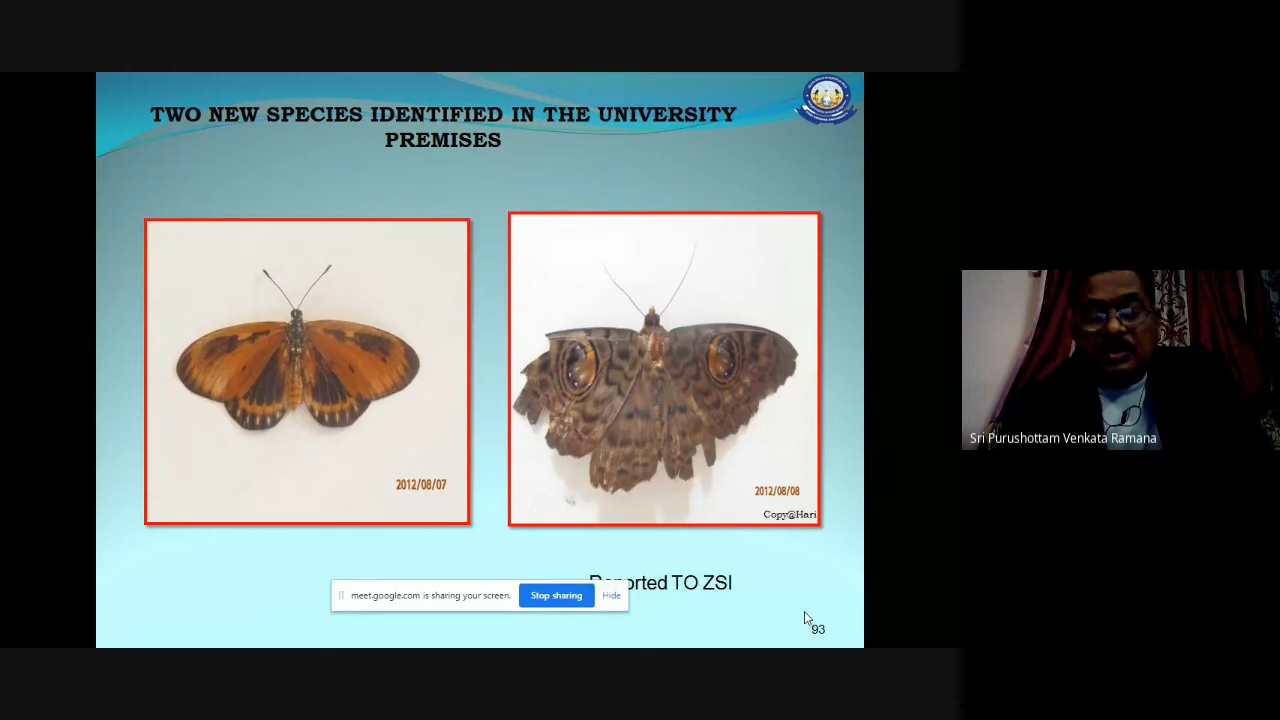 TWO NEW SPECIES IDENTIFIED IN THE UNIVERSITY
PREMISES
2012/08/07
2012/08/08
Copy@Hari
TO ZSI
meet.google.com is sharing your screen.
Stop sharing
Hide
93
Sri Purushottam Venkata Ramana